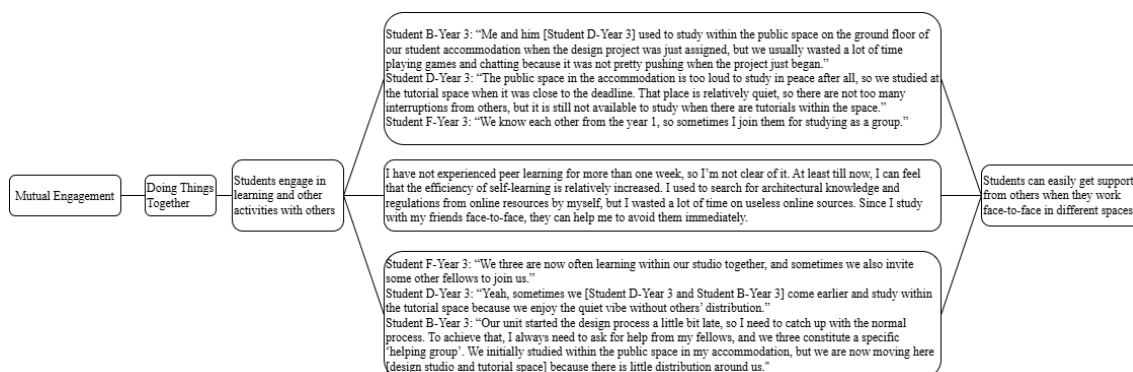 Mutual Engagement
Doing Things
Together
Students engage in
learning and other
activities with others
Student B-Year 3: “Me and him [Student D-Year 3] used to study within the public space on the ground floor of
our student accommodation when the design project was just assigned, but we usually wasted a lot of time
playing games and chatting because it was not pretty pushing when the project just began.”
Student D-Year 3: “The public space in the accommodation is too loud to study in peace after all, so we studied at
the tutorial space when it was close to the deadline. That place is relatively quiet, so there are not too many
interruptions from others, but it is still not available to study when there are tutorials within the space.”
Student F-Year 3: “We know each other from the year 1, so sometimes I join them for studying as a group.”
I have not experienced peer learning for more than one week, so I’m not clear of it. At least till now, I can feel
that the efficiency of self-learning is relatively increased. I used to search for architectural knowledge and
regulations from online resources by myself, but I wasted a lot of time on useless online sources. Since I study
with my friends face-to-face, they can help me to avoid them immediately.
Student F-Year 3: “We three are now often learning within our studio together, and sometimes we also invite
some other fellows to join us.”
Student D-Year 3: “Yeah, sometimes we [Student D-Year 3 and Student B-Year 3] come earlier and study within
the tutorial space because we enjoy the quiet vibe without others’ distribution.”
Student B-Year 3: “Our unit started the design process a little bit late, so I need to catch up with the normal
process. To achieve that, I always need to ask for help from my fellows, and we three constitute a specific
‘helping group’. We initially studied within the public space in my accommodation, but we are now moving here
[design studio and tutorial space] because there is little distribution around us."
Students can easily get support
from others when they work
face-to-face in different spaces